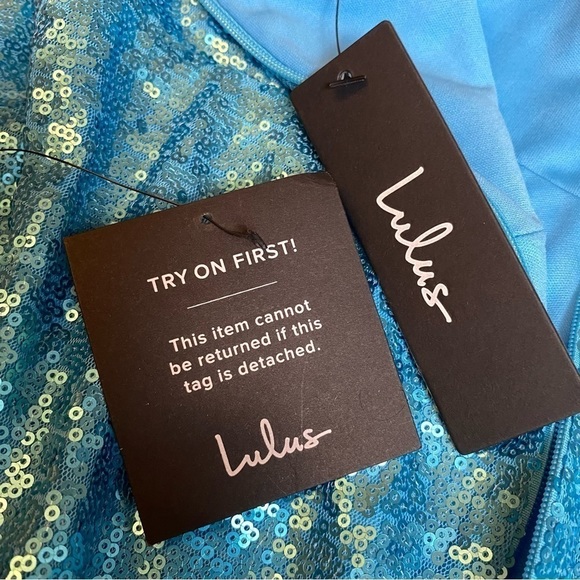 TRY ON FIRST!
This item cannot
be returned if this
tag is detached.
Lulus
Lulus